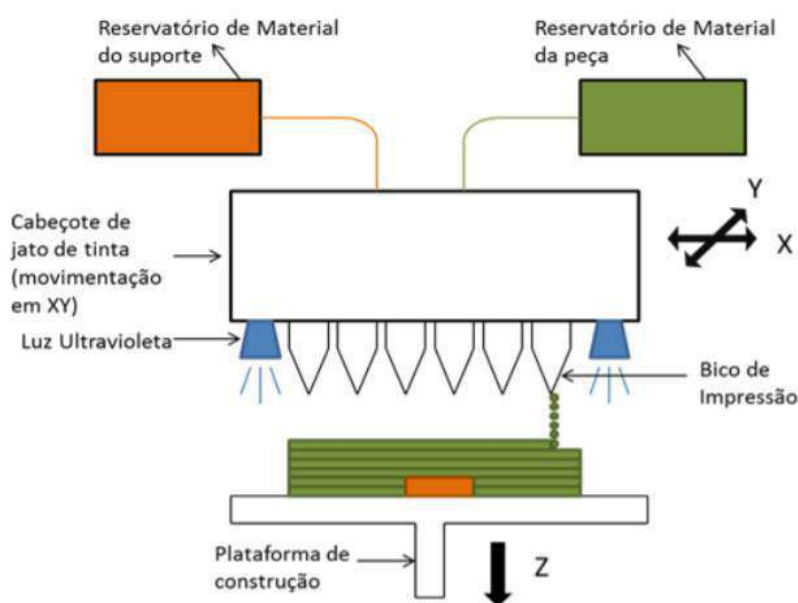 Reservatório de Material
do suporte
Reservatório de Material
da peça
Y
X
Cabeçote de
jato de tinta
(movimentação
em XY)
Luz Ultravioleta
Bico de
Impressão
Plataforma de
construção
Z